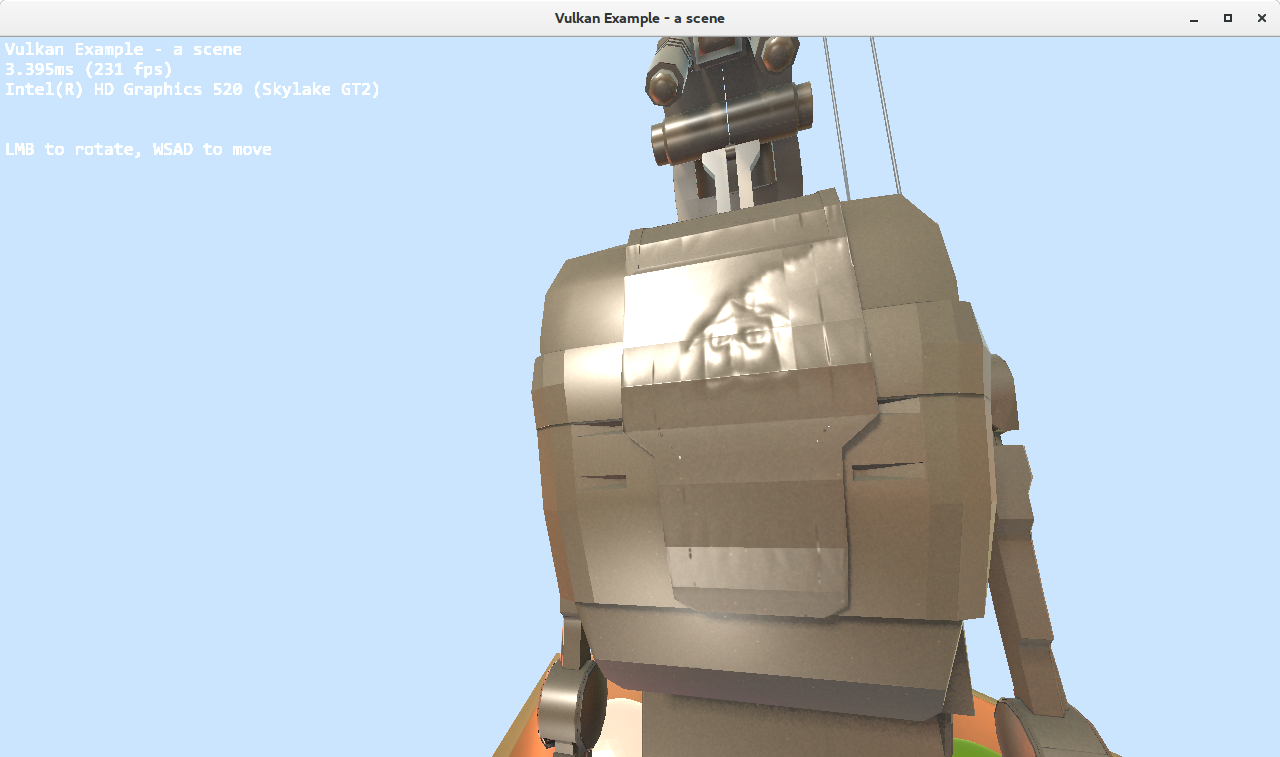 Vulkan Example - a scene
Vulkan Example - a scene
3.395ms (231 fps)
Intel(R) HD Graphics 520 (Skylake GT2)
LMB to rotate, WSAD to move